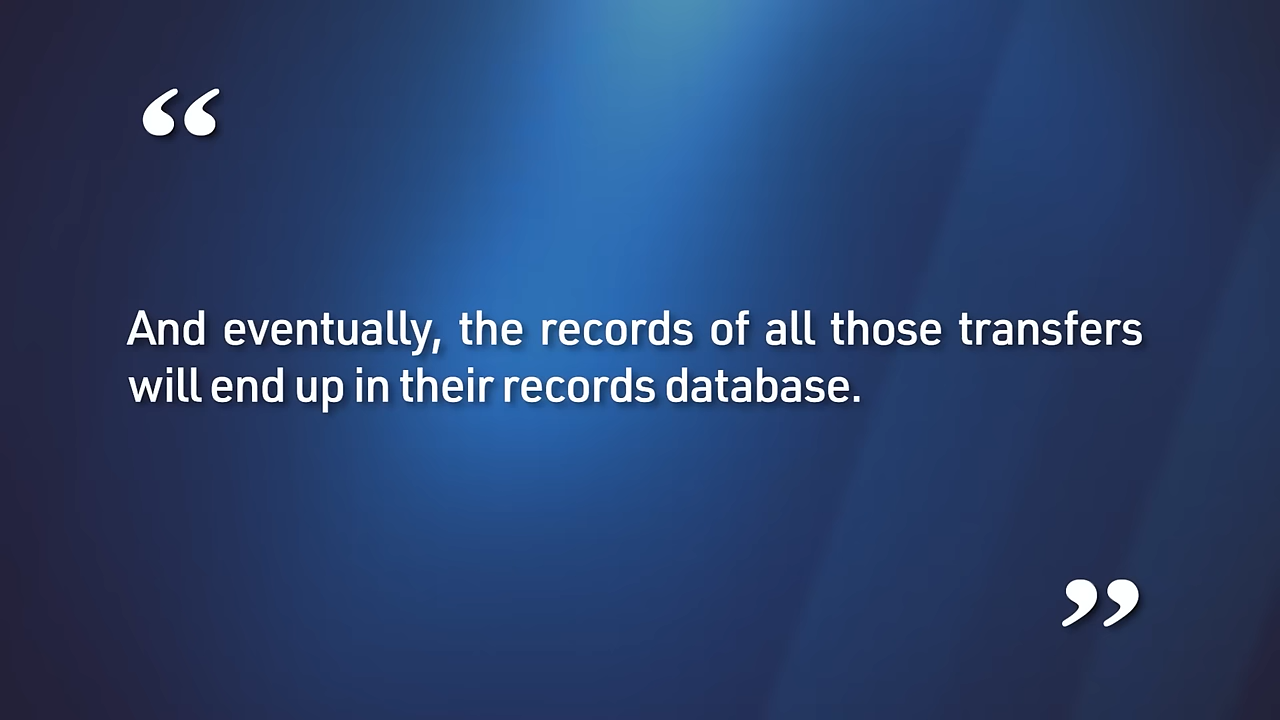 “
And eventually, the records of all those transfers
will end up in their records database.
”